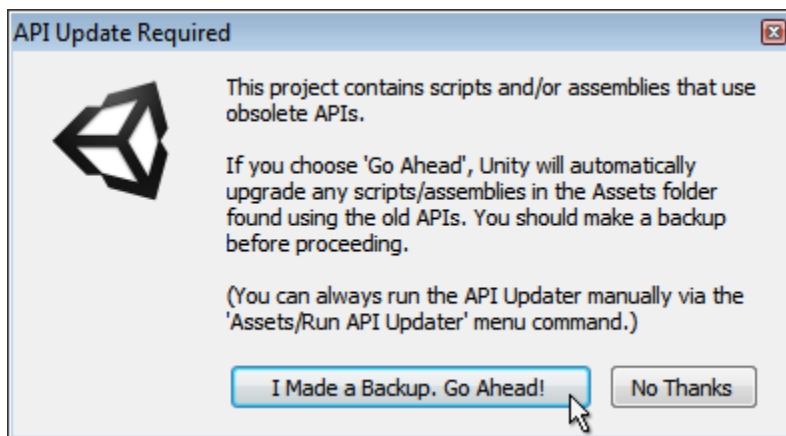 API Update Required
This project contains scripts and/or assemblies that use
obsolete APIs.
If you choose 'Go Ahead', Unity will automatically
upgrade any scripts/assemblies in the Assets folder
found using the old APIs. You should make a backup
before proceeding.
(You can always run the API Updater manually via the
'Assets/Run API Updater' menu command.)
I Made a Backup. Go Ahead!
No Thanks